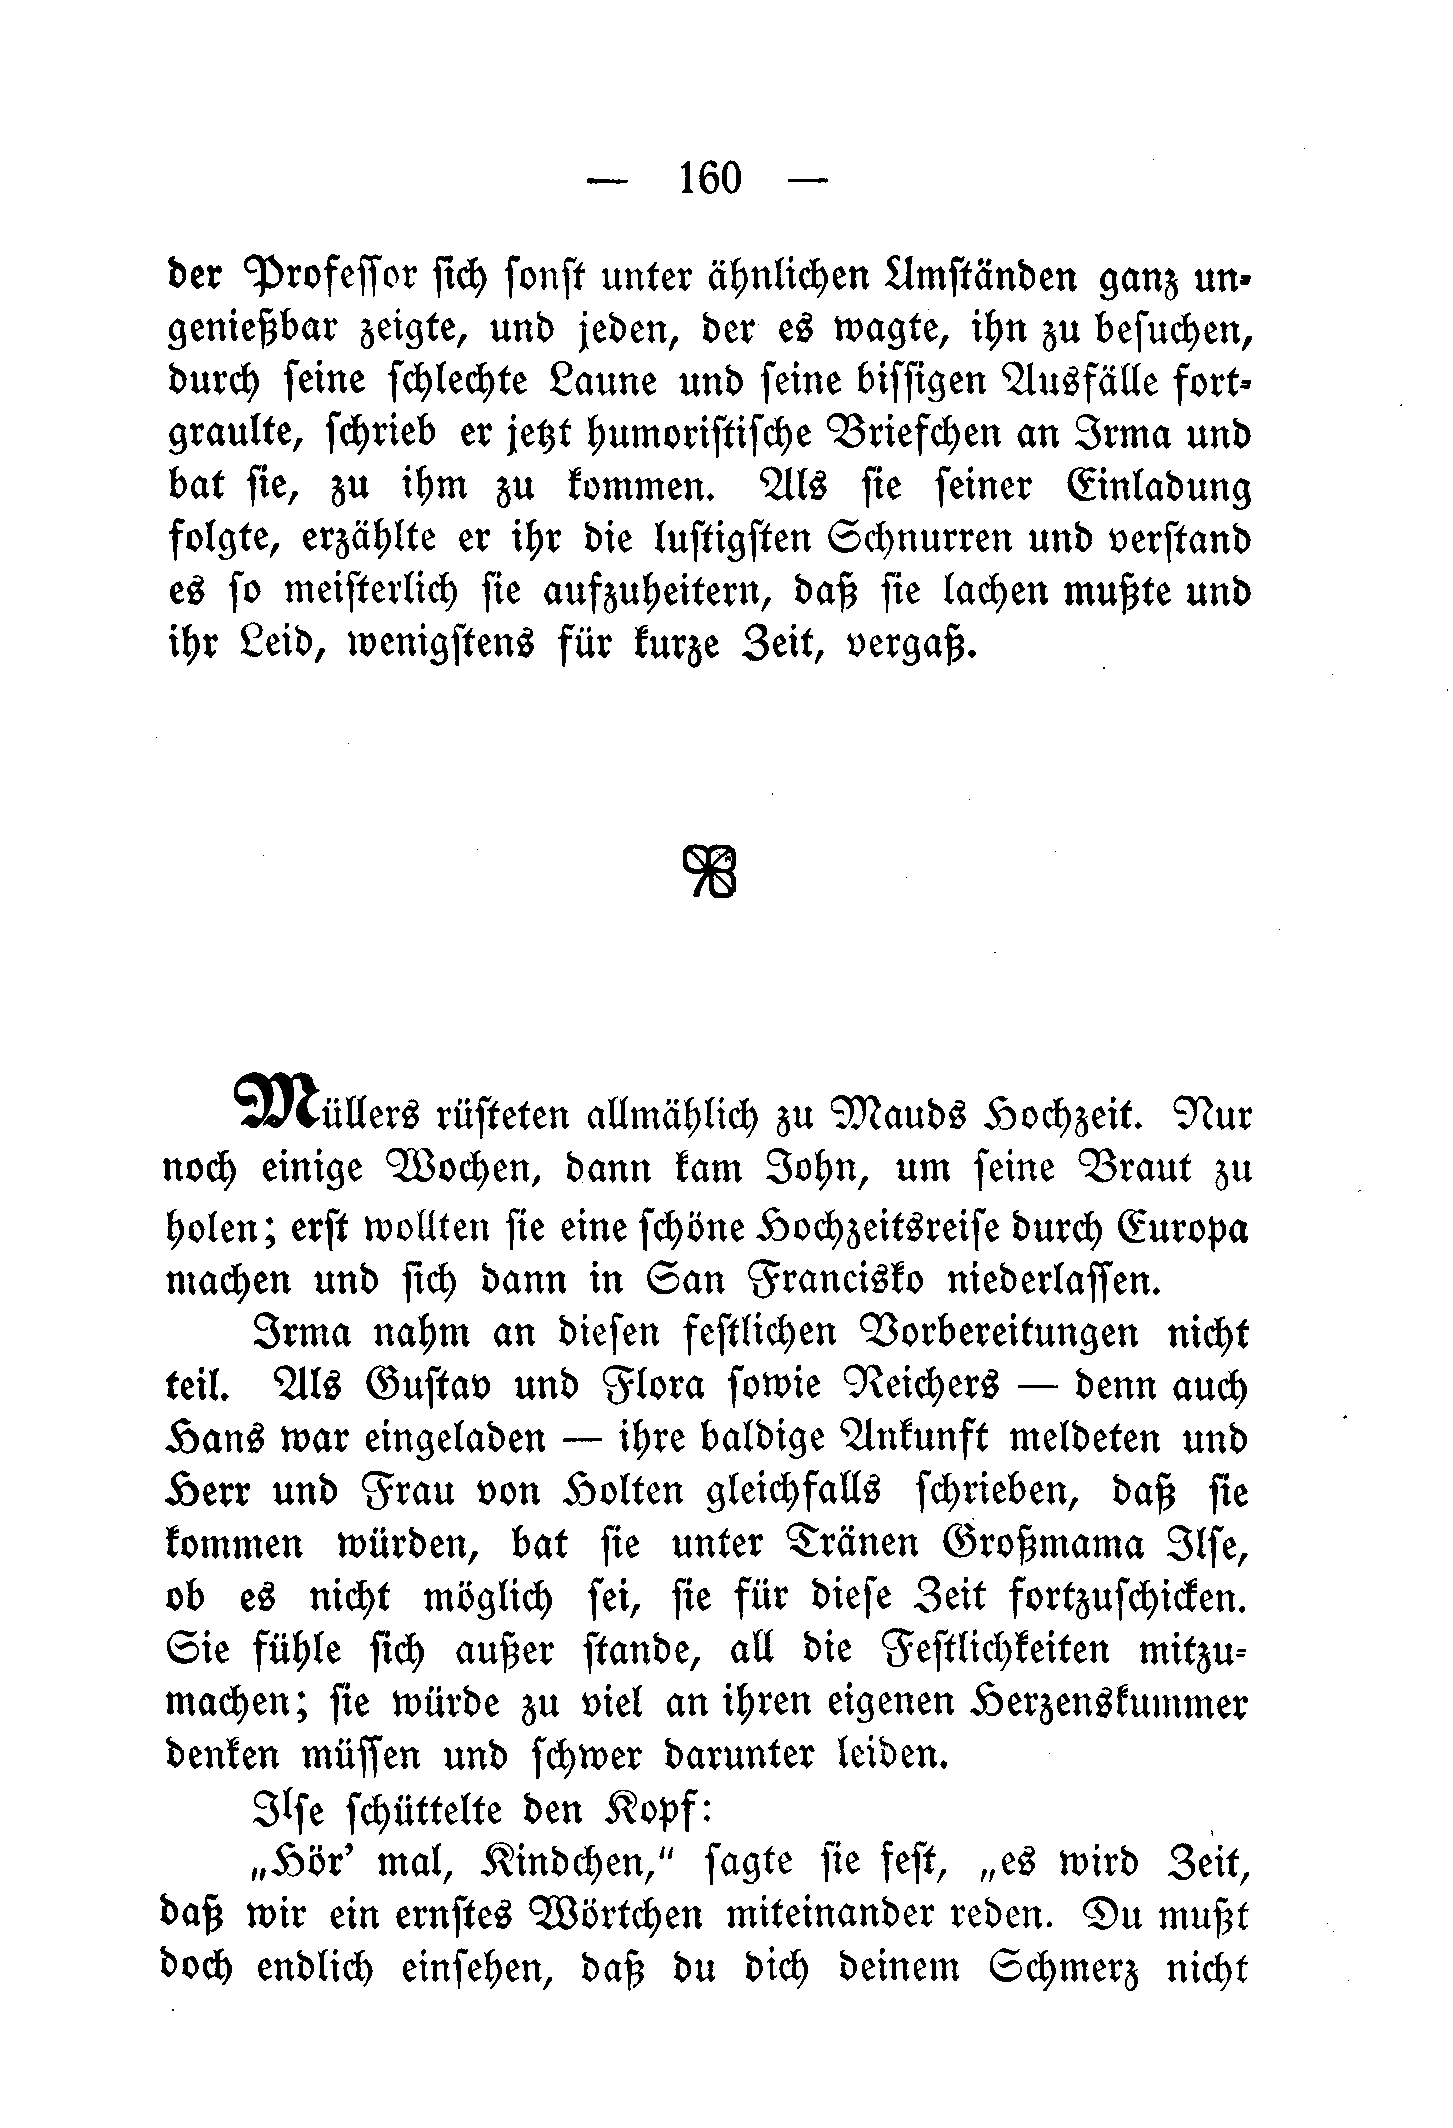 — 160 —
der Professor sich sonst unter ähnlichen Umständen ganz un-
genießbar zeigte, und jeden, der es wagte, ihn zu besuchen,
durch seine schlechte Laune und seine bissigen Ausfälle fort-
graulte, schrieb er jetzt humoristische Briefchen an Irma und
bat sie, zu ihm zu kommen. Als sie seiner Einladung
folgte, erzählte er ihr die lustigsten Schnurren und verstand
es so meisterlich sie aufzuheitern, daß sie lachen mußte und
ihr Leid, wenigstens für kurze Zeit, vergaß.
Müllers rüsteten allmählich zu Mauds Hochzeit. Nur
noch einige Wochen, dann kam John, um seine Braut zu
holen; erst wollten sie eine schöne Hochzeitsreise durch Europa
machen und sich dann in San Francisko niederlassen.
Irma nahm an diesen festlichen Vorbereitungen nicht
teil. Als Gustav und Flora sowie Reichers — denn auch
Hans war eingeladen — ihre baldige Ankunft meldeten und
Herr und Frau von Holten gleichfalls schrieben, daß sie
kommen würden, bat sie unter Tränen Großmama Ilse,
ob es nicht möglich sei, sie für diese Zeit fortzuschicken.
Sie fühle sich außer stande, all die Festlichkeiten mitzu-
machen; sie würde zu viel an ihren eigenen Herzenskummer
denken müssen und schwer darunter leiden.
Ilse schüttelte den Kopf:
„Hör' mal, Kindchen,“ sagte sie fest, „es wird Zeit,
daß wir ein ernstes Wörtchen miteinander reden. Du mußt
doch endlich einsehen, daß du dich deinem Schmerz nicht